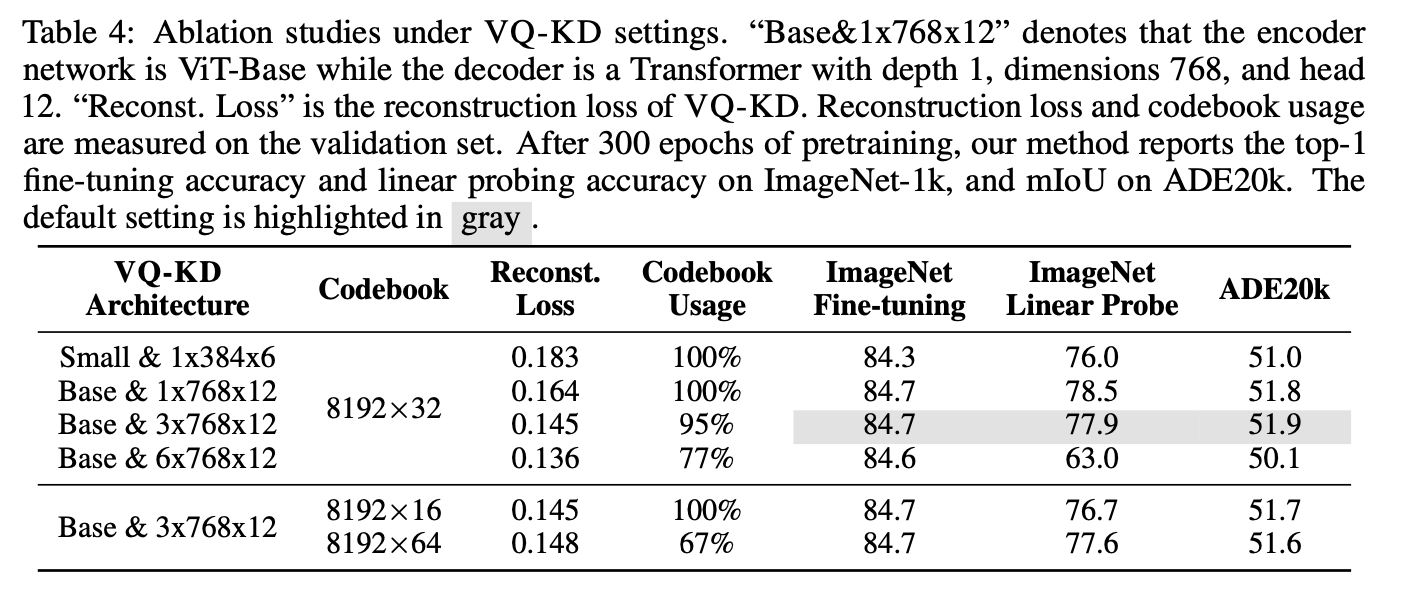 Table 4: Ablation studies under VQ-KD settings. “Base&1x768x12” denotes that the encoder
network is ViT-Base while the decoder is a Transformer with depth 1, dimensions 768, and head
12. “Reconst. Loss” is the reconstruction loss of VQ-KD. Reconstruction loss and codebook usage
are measured on the validation set. After 300 epochs of pretraining, our method reports the top-1
fine-tuning accuracy and linear probing accuracy on ImageNet-1k, and mIoU on ADE20k. The
default setting is highlighted in gray .
VQ-KD Architecture Codebook Reconst. Loss Codebook Usage ImageNet Fine-tuning ImageNet Linear Probe ADE20k
Small & 1x384x6 0.183 100% 84.3 76.0 51.0
Base & 1x768x12 0.164 100% 84.7 78.5 51.8
8192×32
Base & 3x768x12 0.145 95% 84.7 77.9 51.9
Base & 6x768x12 0.136 77% 84.6 63.0 50.1
Base & 3x768x12
8192×16 0.145 100% 84.7 76.7 51.7
8192×64 0.148 67% 84.7 77.6 51.6